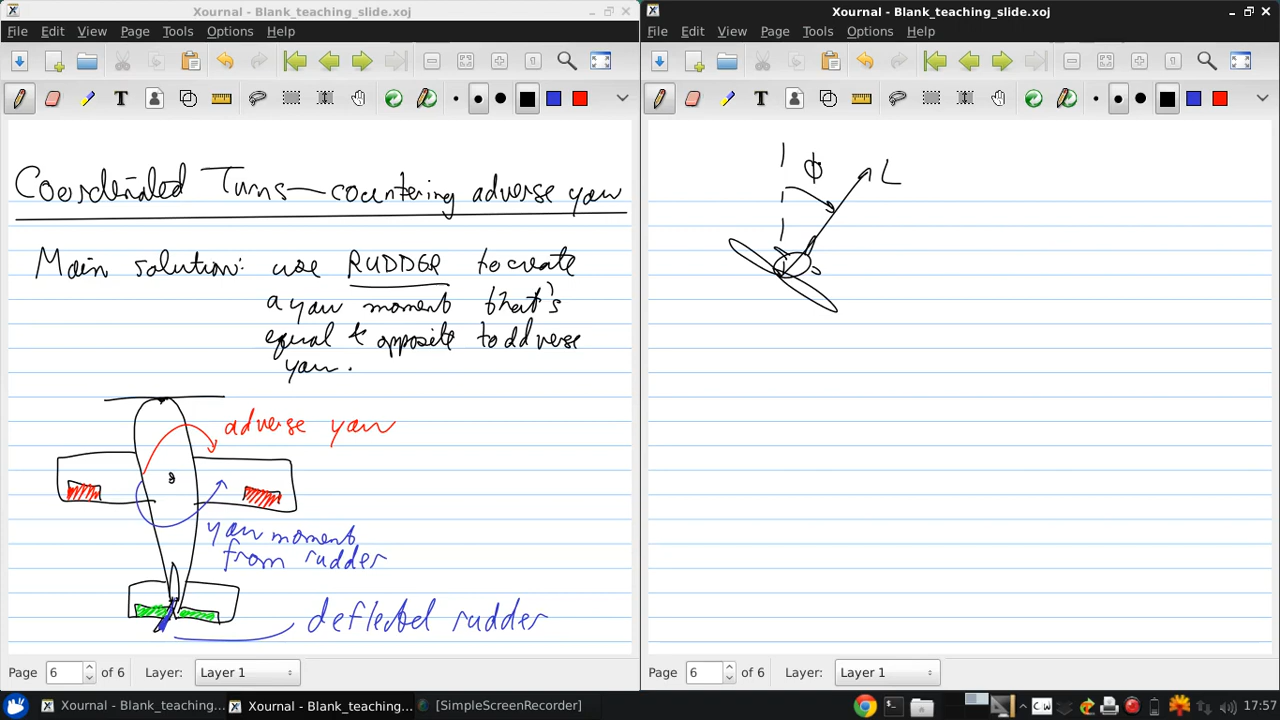 Xournal - Blank_teaching_slide.xoj
File Edit View Page Tools Options Help
Coordinated Turns — countering adverse yaw
Main solution: use RUDDER to create
a yaw moment that's
equal & opposite to adverse
yaw.
adverse yaw
yaw moment
from rudder
deflected rudder
Page 6 of 6 Layer: Layer 1
Xournal - Blank_teaching_slide.xoj
File Edit View Page Tools Options Help
ϕ L
Page 6 of 6 Layer: Layer 1
Xournal - Blank_teaching_... Xournal - Blank_teaching_... [SimpleScreenRecorder] 17:57